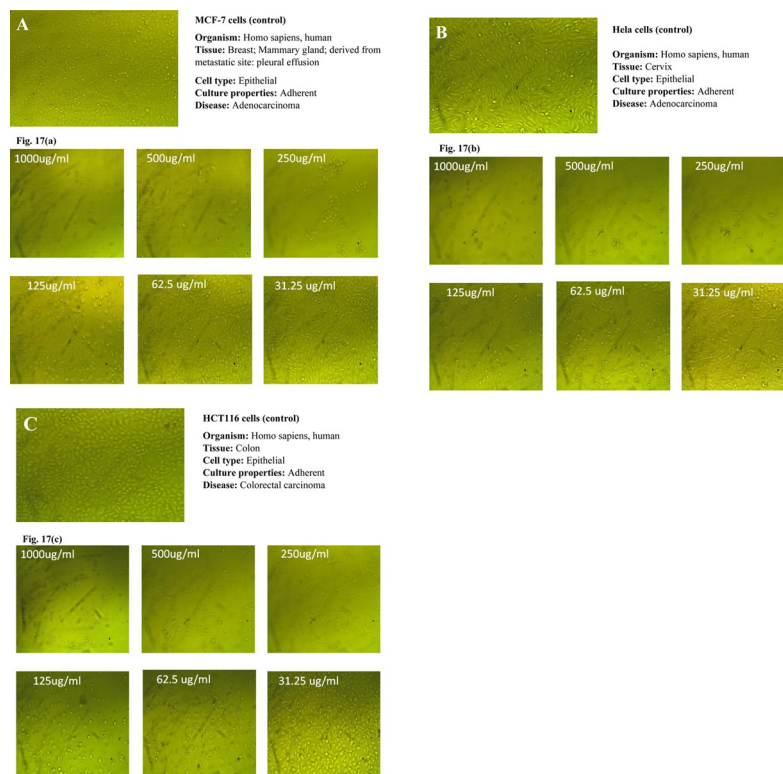 A
MCF-7 cells (control)
Organism: Homo sapiens, human
Tissue: Breast; Mammary gland; derived from
metastatic site: pleural effusion
Cell type: Epithelial
Culture properties: Adherent
Disease: Adenocarcinoma
Fig. 17(a)
1000ug/ml
500ug/ml
250ug/ml
125ug/ml
62.5 ug/ml
31.25 ug/ml
B
Hela cells (control)
Organism: Homo sapiens, human
Tissue: Cervix
Cell type: Epithelial
Culture properties: Adherent
Disease: Adenocarcinoma
Fig. 17(b)
1000ug/ml
500ug/ml
250ug/ml
125ug/ml
62.5 ug/ml
31.25 ug/ml
C
HCT116 cells (control)
Organism: Homo sapiens, human
Tissue: Colon
Cell type: Epithelial
Culture properties: Adherent
Disease: Colorectal carcinoma
Fig. 17(c)
1000ug/ml
500ug/ml
250ug/ml
125ug/ml
62.5 ug/ml
31.25 ug/ml